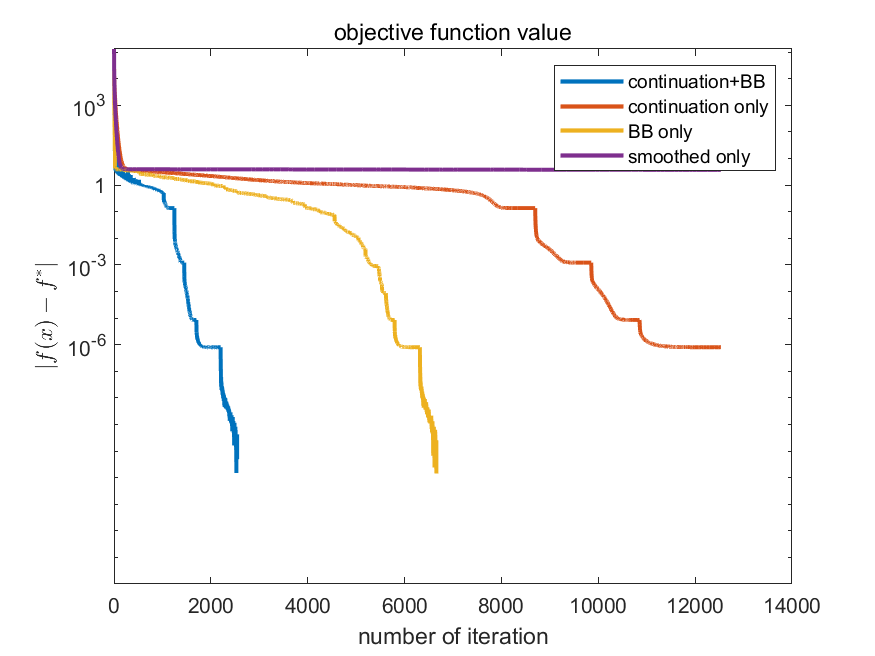 objective function value
continuation+BB
continuation only
BB only
smoothed only
10^3
1
10^-3
10^-6
|f(x) − f*|
0 2000 4000 6000 8000 10000 12000 14000
number of iteration